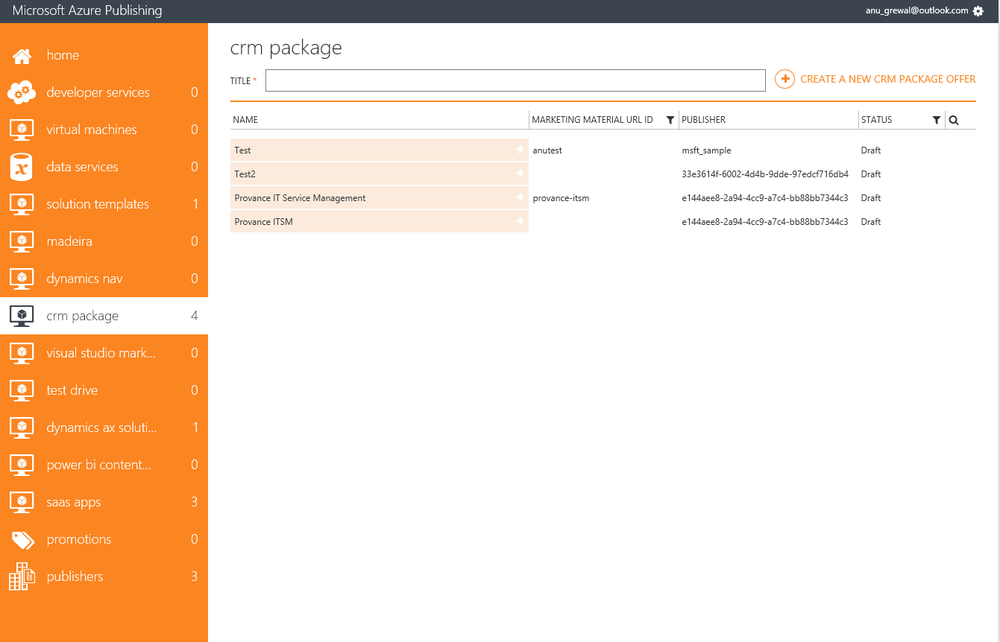 Microsoft Azure Publishing
anu_grewal@outlook.com
home
developer services 0
virtual machines 0
data services 0
solution templates 1
madeira 0
dynamics nav 0
crm package 4
visual studio mark... 0
test drive 0
dynamics ax soluti... 1
power bi content... 0
saas apps 3
promotions 0
publishers 3
crm package
TITLE *
CREATE A NEW CRM PACKAGE OFFER
NAME MARKETING MATERIAL URL ID PUBLISHER STATUS
Test anutest msft_sample Draft
Test2 33e3614f-6002-4d4b-9dde-97edcf716db4 Draft
Provance IT Service Management provance-itsm e144aee8-2a94-4cc9-a7c4-bb88bb7344c3 Draft
Provance ITSM e144aee8-2a94-4cc9-a7c4-bb88bb7344c3 Draft